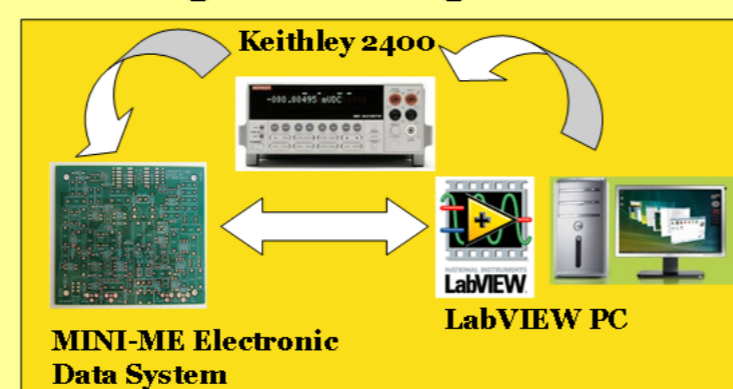 Keithley 2400
-000.00495 mVDC
NATIONAL INSTRUMENTS
LabVIEW
LabVIEW PC
MINI-ME Electronic
Data System